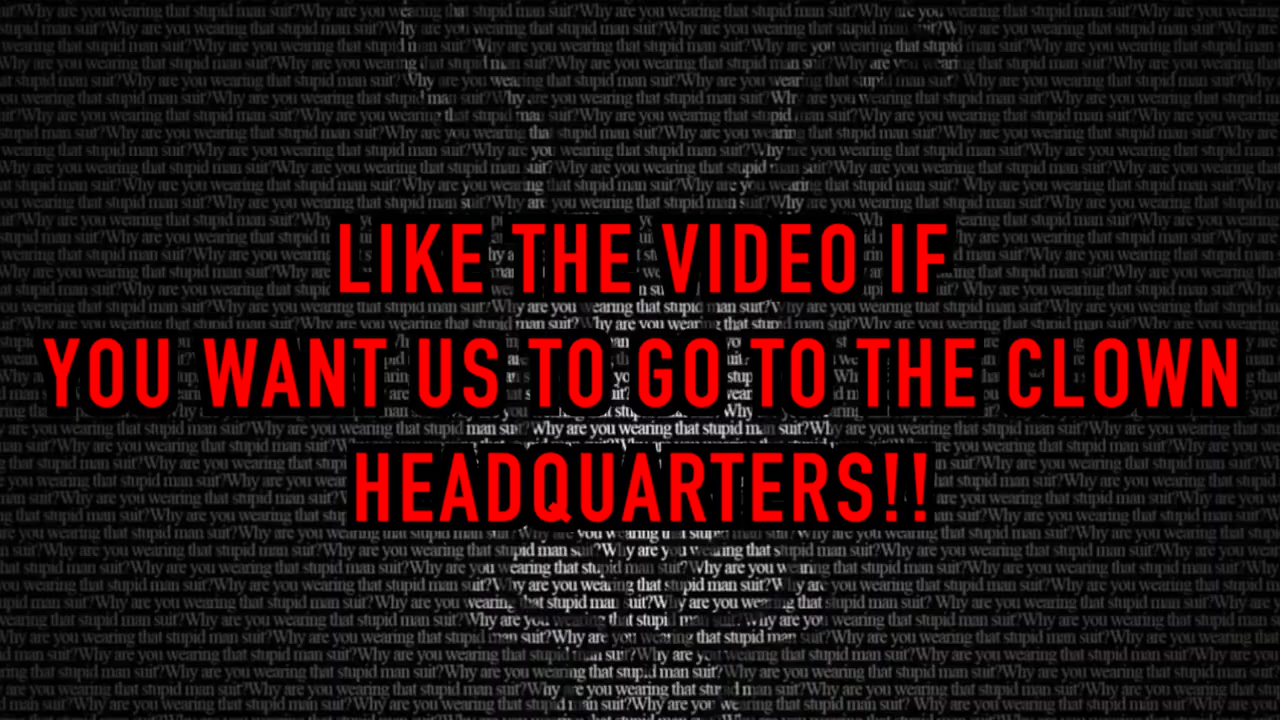 LIKE THE VIDEO IF
YOU WANT US TO GO TO THE CLOWN
HEADQUARTERS!!
Why are you wearing that stupid man suit?